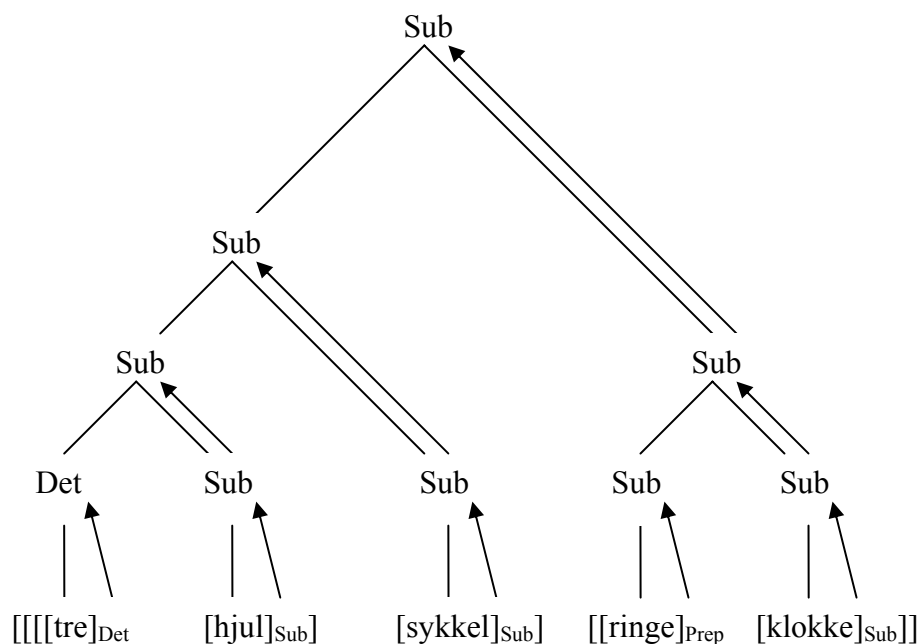 Sub
Sub
Sub Sub
Det Sub Sub Sub Sub
[[[[tre]Det [hjul]Sub] [sykkel]Sub] [[ringe]Prep [klokke]Sub]]